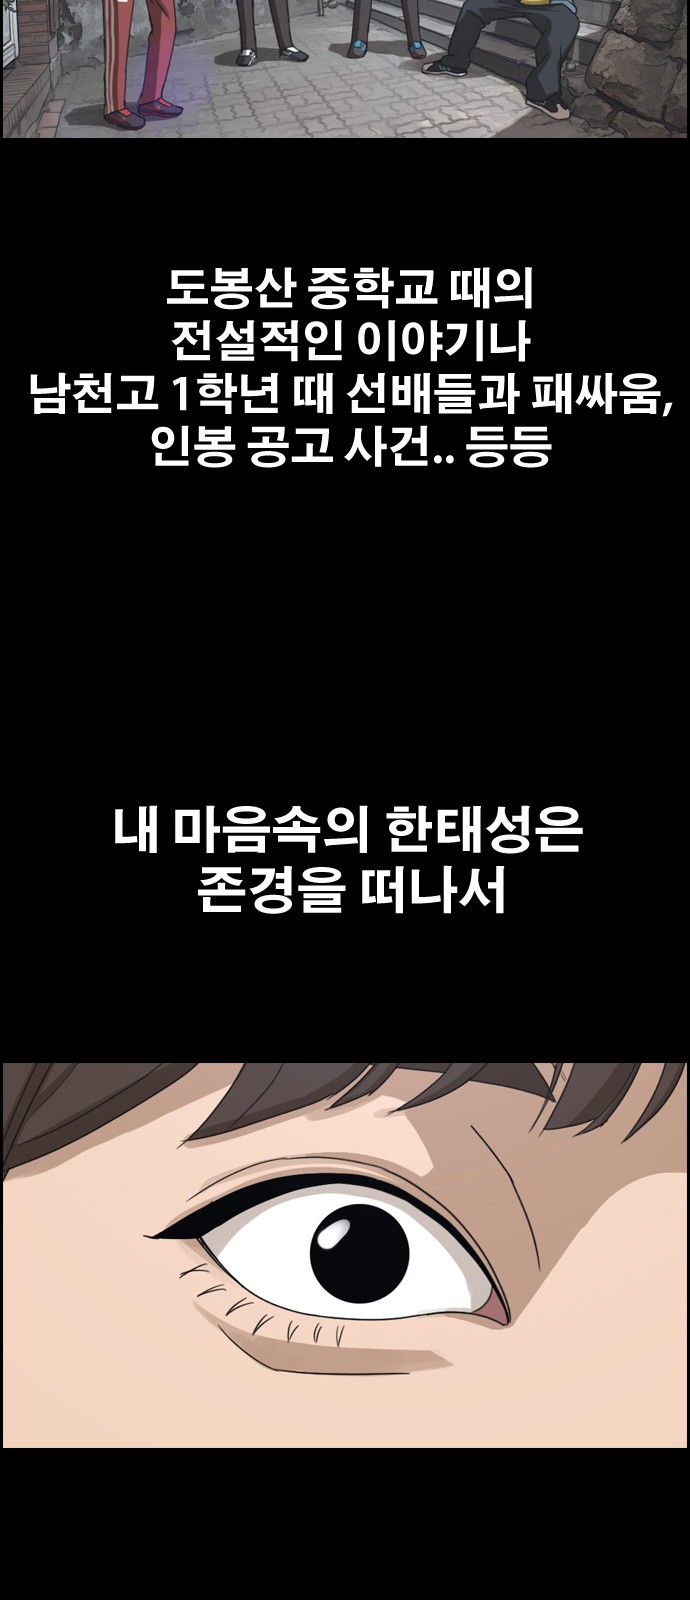 도봉산 중학교 때의
전설적인 이야기나
남천고 1학년 때 선배들과 패싸움,
인봉 공고 사건.. 등등
내 마음속의 한태성은
존경을 떠나서